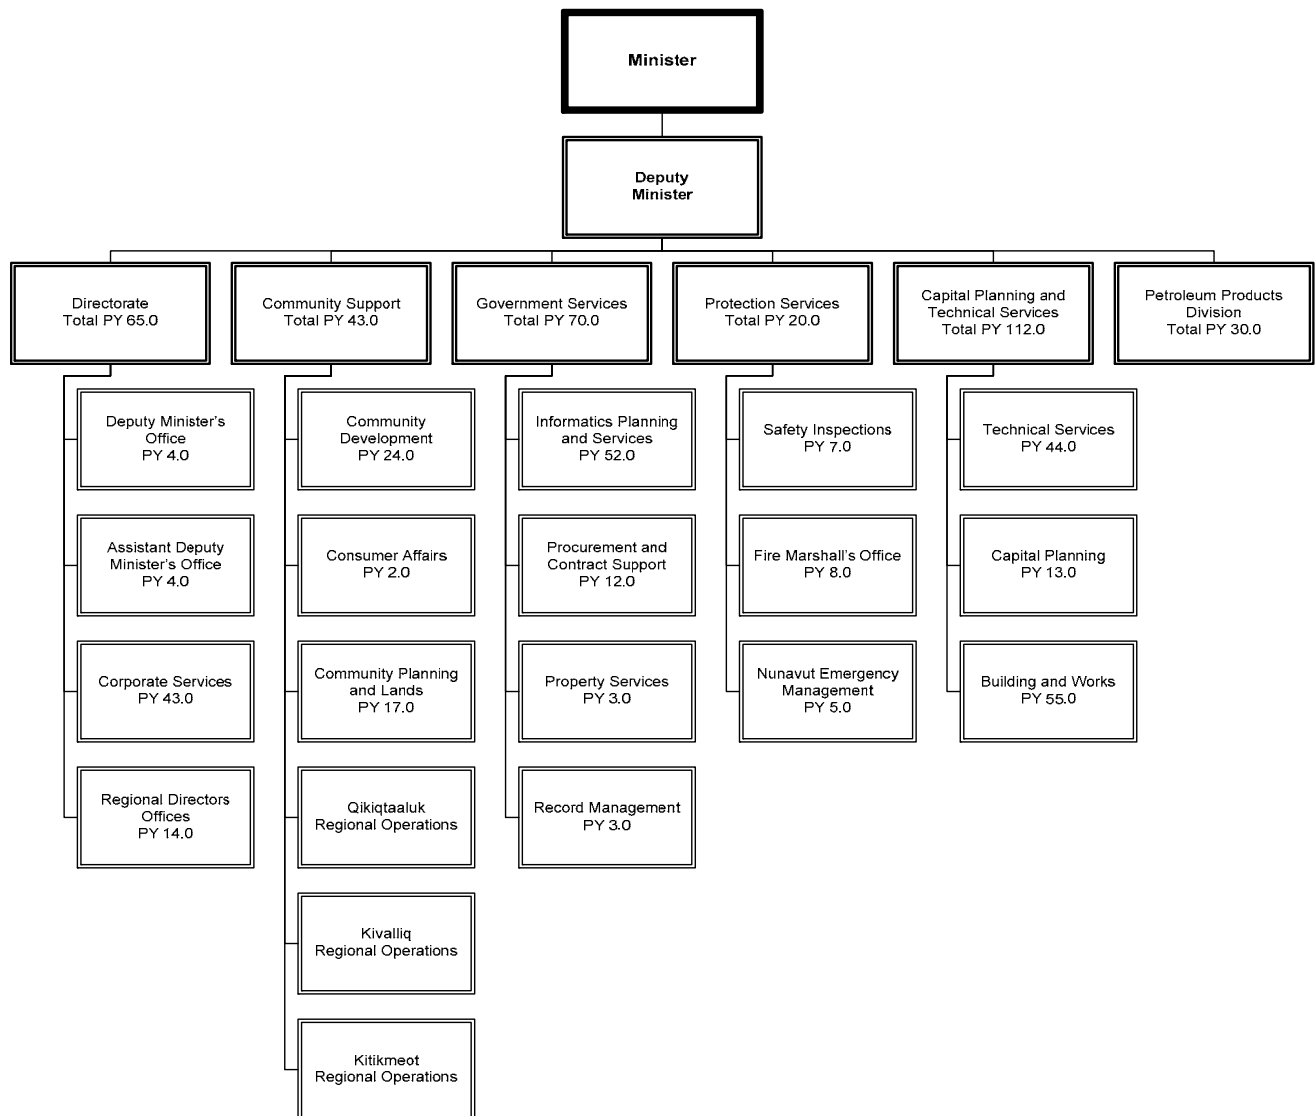 Minister
Deputy
Minister
Directorate
Total PY 65.0
Community Support
Total PY 43.0
Government Services
Total PY 70.0
Protection Services
Total PY 20.0
Capital Planning and
Technical Services
Total PY 112.0
Petroleum Products
Division
Total PY 30.0
Deputy Minister's
Office
PY 4.0
Assistant Deputy
Minister's Office
PY 4.0
Corporate Services
PY 43.0
Regional Directors
Offices
PY 14.0
Community
Development
PY 24.0
Consumer Affairs
PY 2.0
Community Planning
and Lands
PY 17.0
Qikiqtaaluk
Regional Operations
Kivalliq
Regional Operations
Kitikmeot
Regional Operations
Informatics Planning
and Services
PY 52.0
Procurement and
Contract Support
PY 12.0
Property Services
PY 3.0
Record Management
PY 3.0
Safety Inspections
PY 7.0
Fire Marshall's Office
PY 8.0
Nunavut Emergency
Management
PY 5.0
Technical Services
PY 44.0
Capital Planning
PY 13.0
Building and Works
PY 55.0